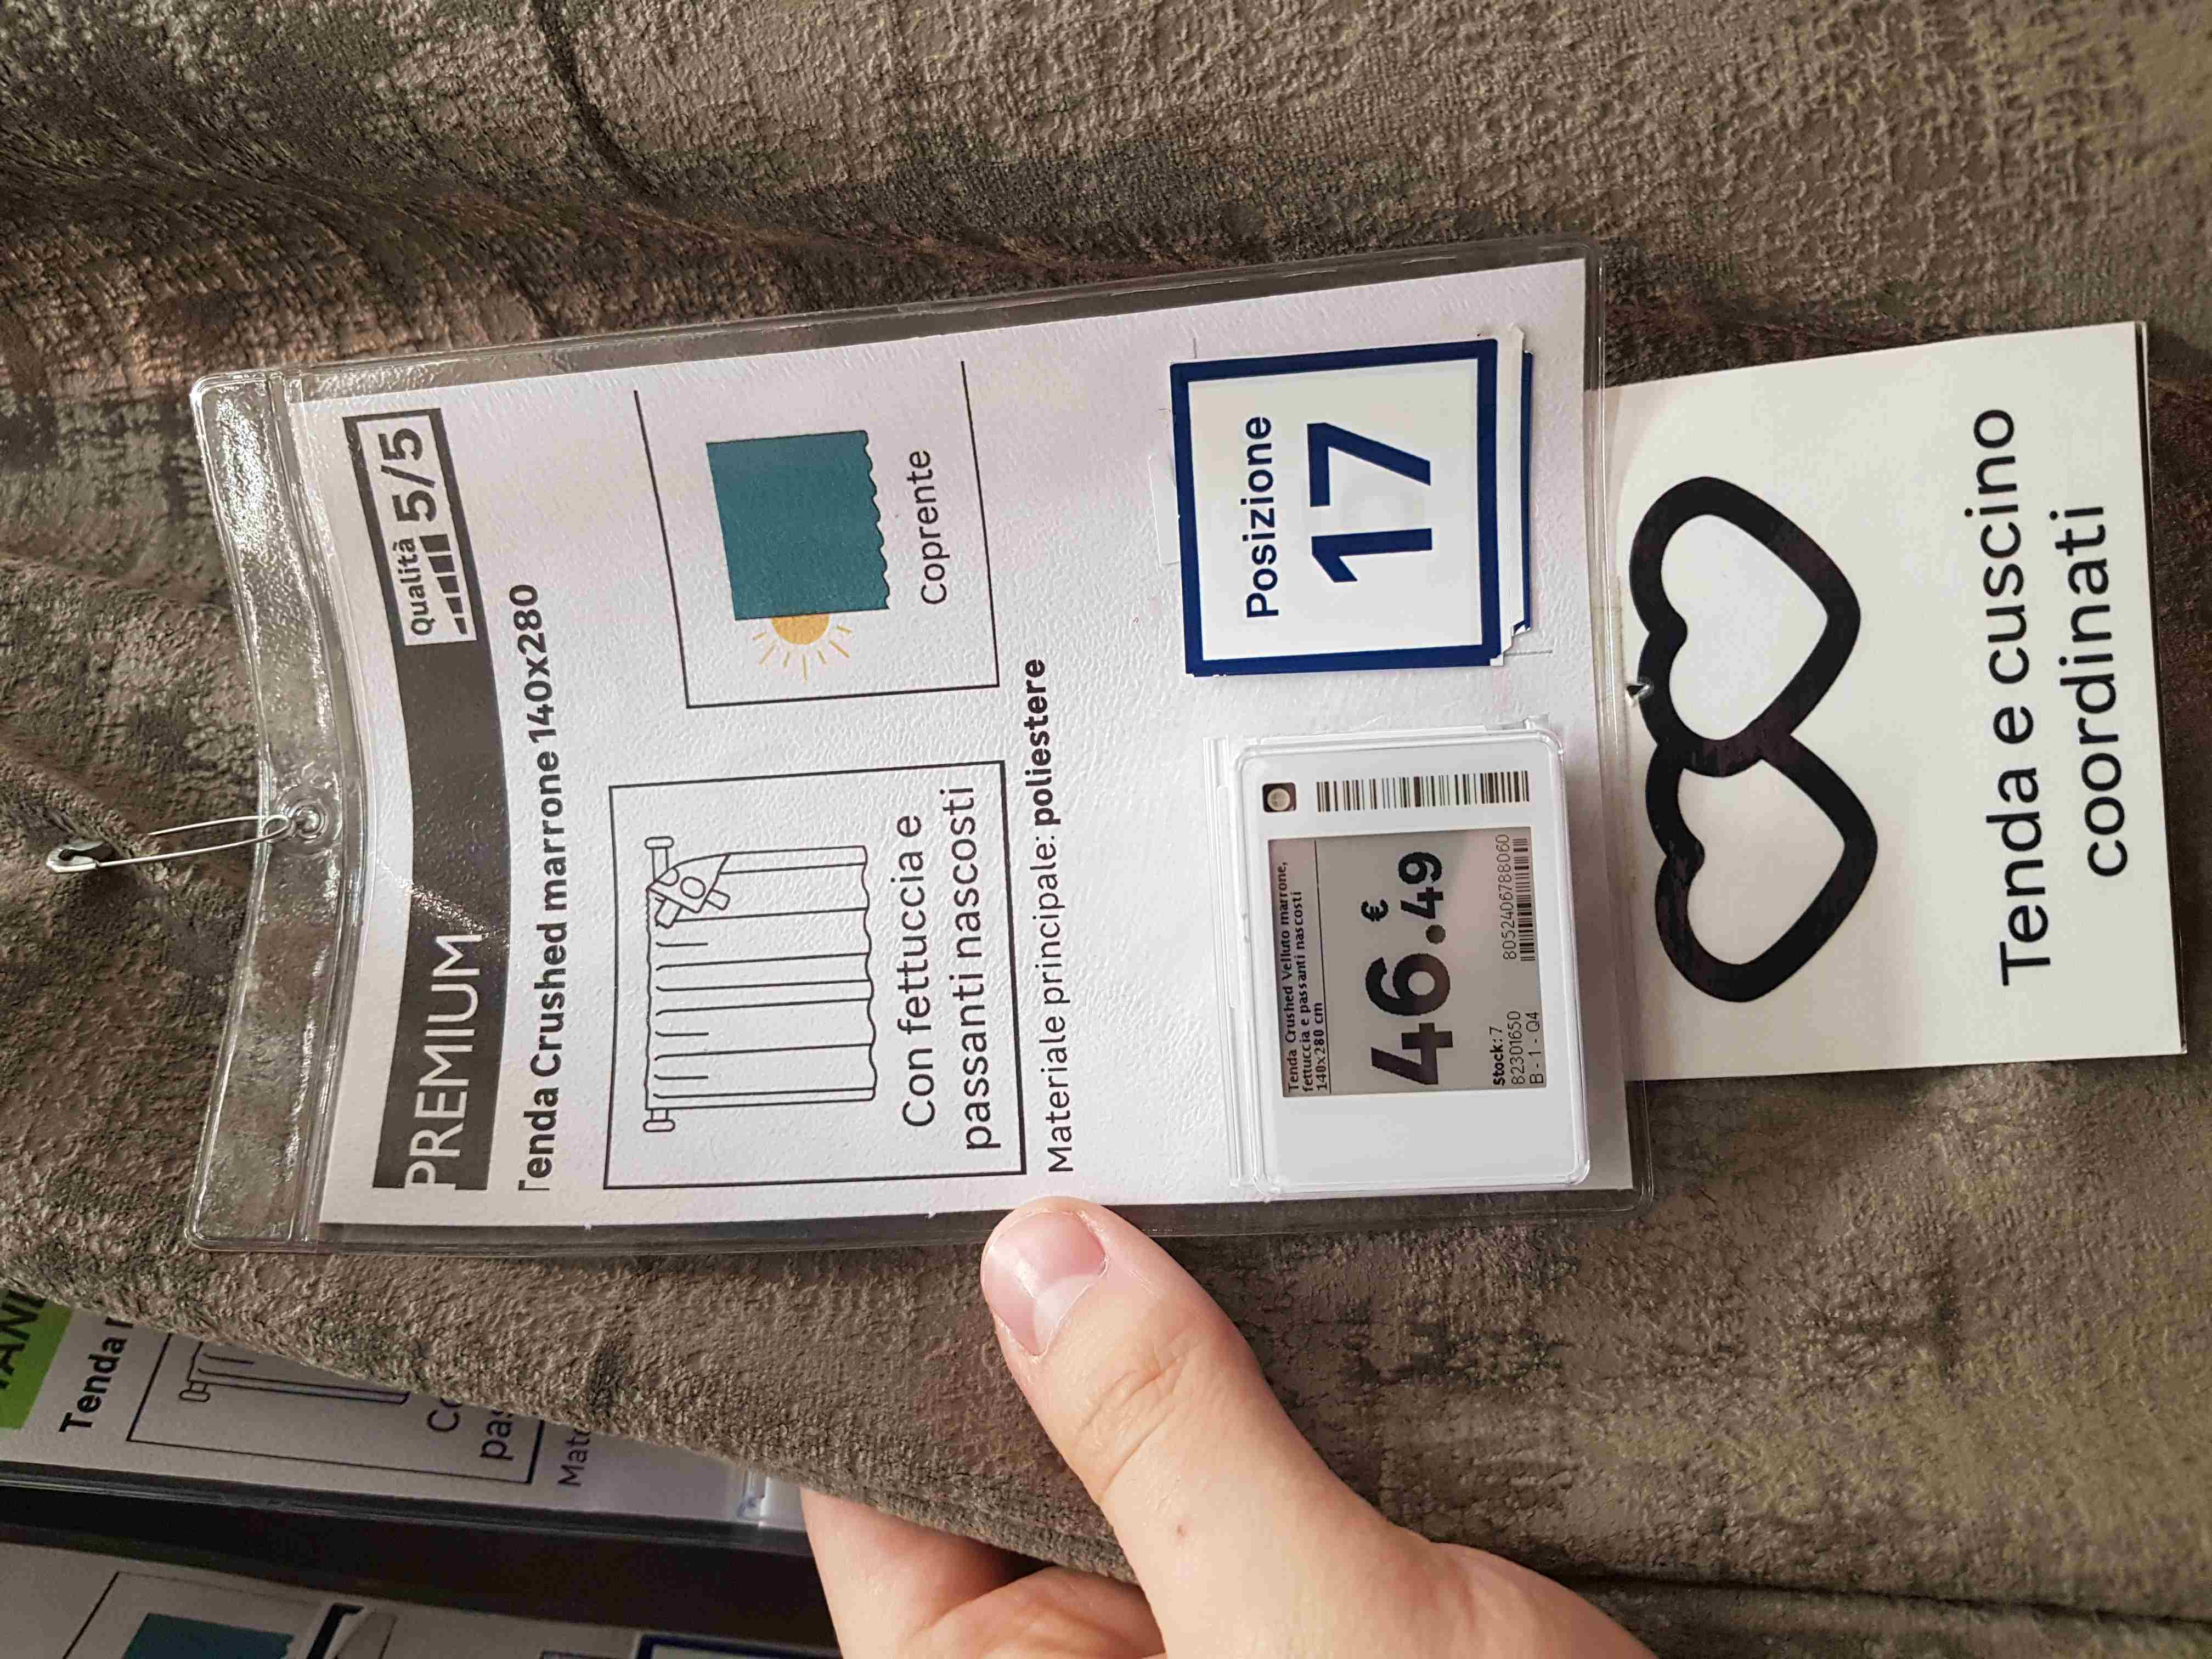 PREMIUM
Qualità 5/5
Tenda Crushed marrone 140x280
Con fettuccia e
passanti nascosti
Coprente
Materiale principale: poliestere
Tenda Crushed Velluto marrone,
fettuccia e passanti nascosti
140x280 cm
46.49 €
Stock: 7
82301650
8052406788060
B - 1 - Q4
Posizione
17
Tenda e cuscino
coordinati
Tenda